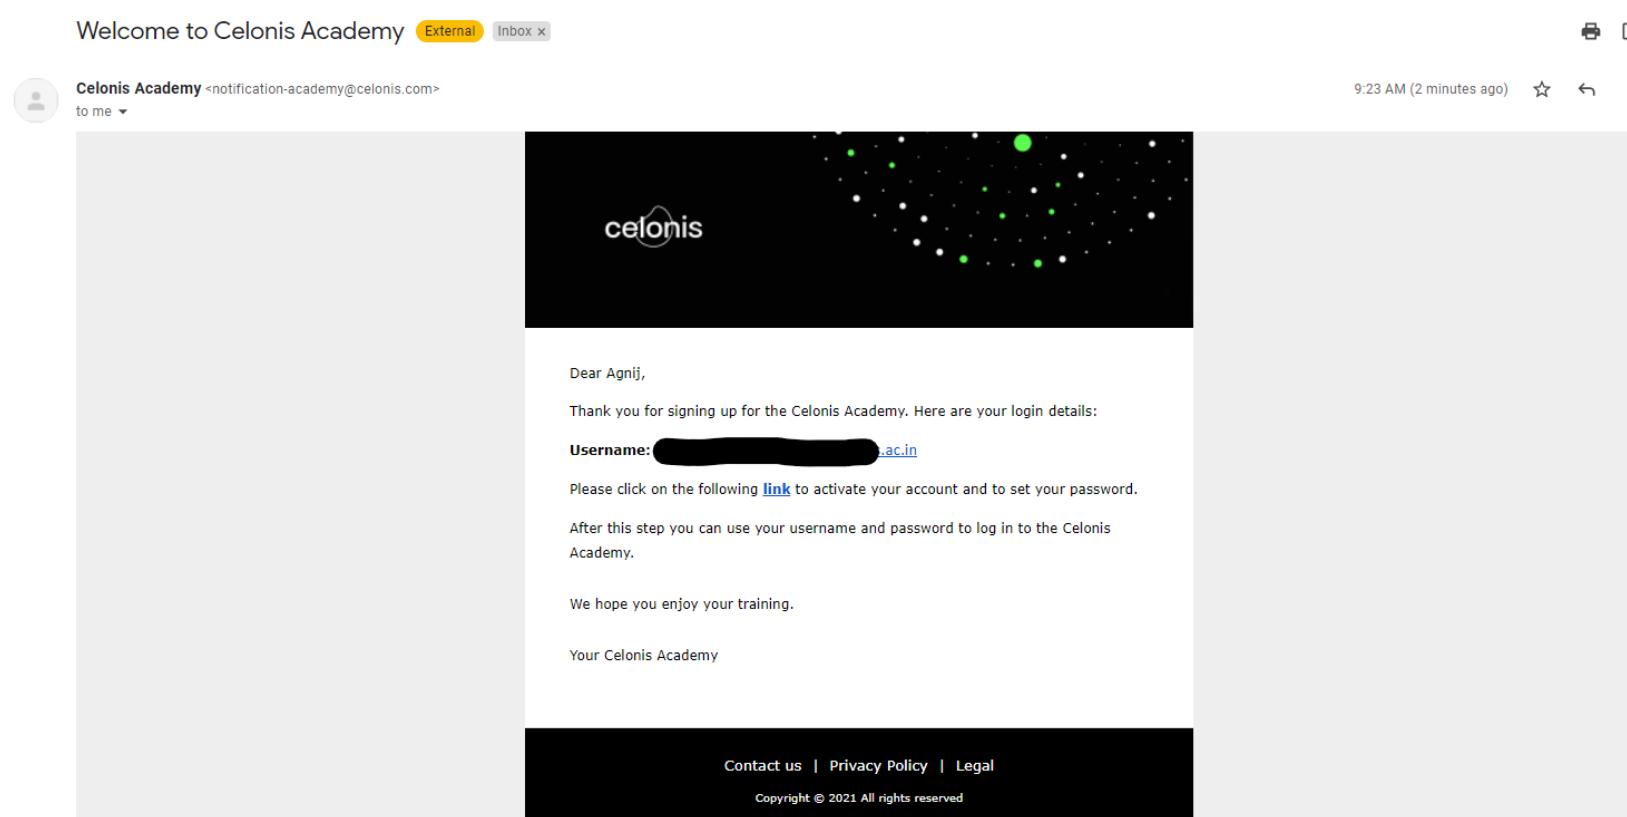 Welcome to Celonis Academy External Inbox ×
Celonis Academy <notification-academy@celonis.com> 9:23 AM (2 minutes ago)
to me
celonis
Dear Agnij,
Thank you for signing up for the Celonis Academy. Here are your login details:
Username: .ac.in
Please click on the following link to activate your account and to set your password.
After this step you can use your username and password to log in to the Celonis
Academy.
We hope you enjoy your training.
Your Celonis Academy
Contact us | Privacy Policy | Legal
Copyright © 2021 All rights reserved